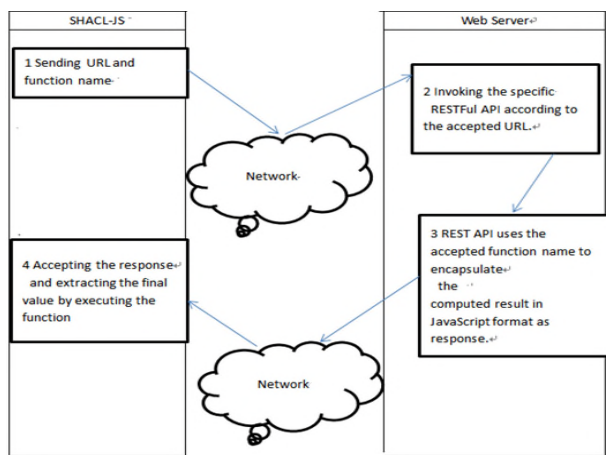 SHACL-JS
Web Server
1 Sending URL and
function name
2 Invoking the specific
RESTFul API according to
the accepted URL.
Network
3 REST API uses the
accepted function name to
encapsulate
the
computed result in
JavaScript format as
response.
4 Accepting the response
and extracting the final
value by executing the
function
Network